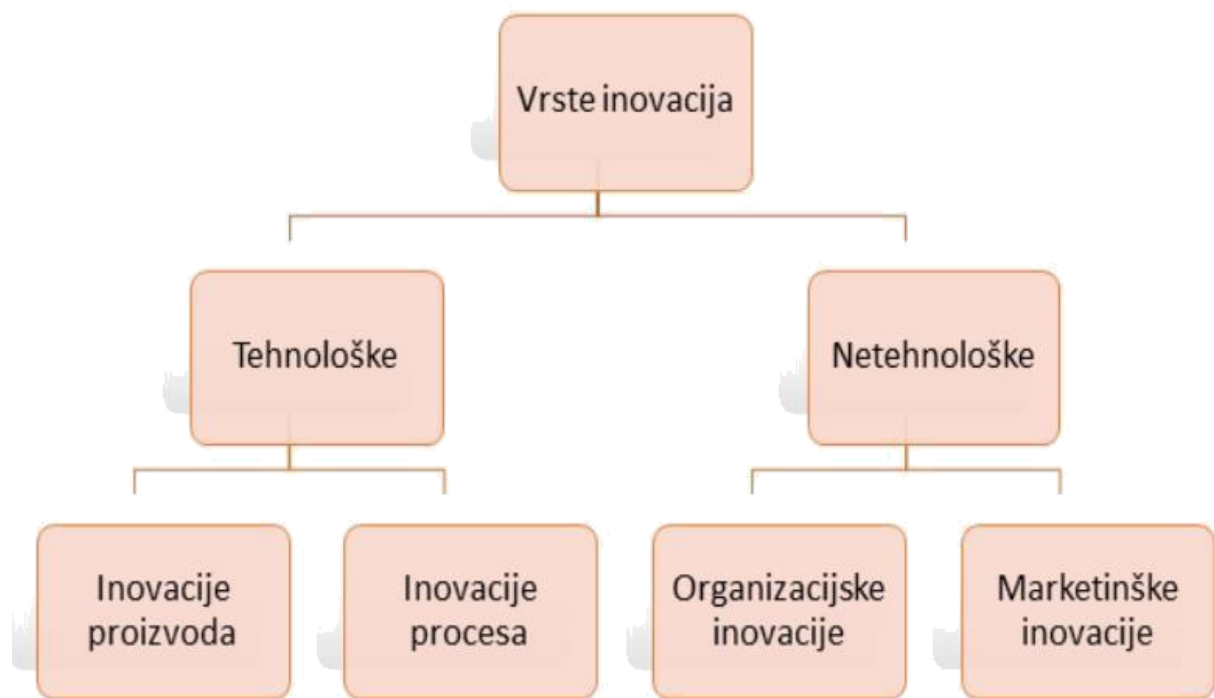 Vrste inovacija
Tehnološke
Netehnološke
Inovacije
proizvoda
Inovacije
procesa
Organizacijske
inovacije
Marketinške
inovacije